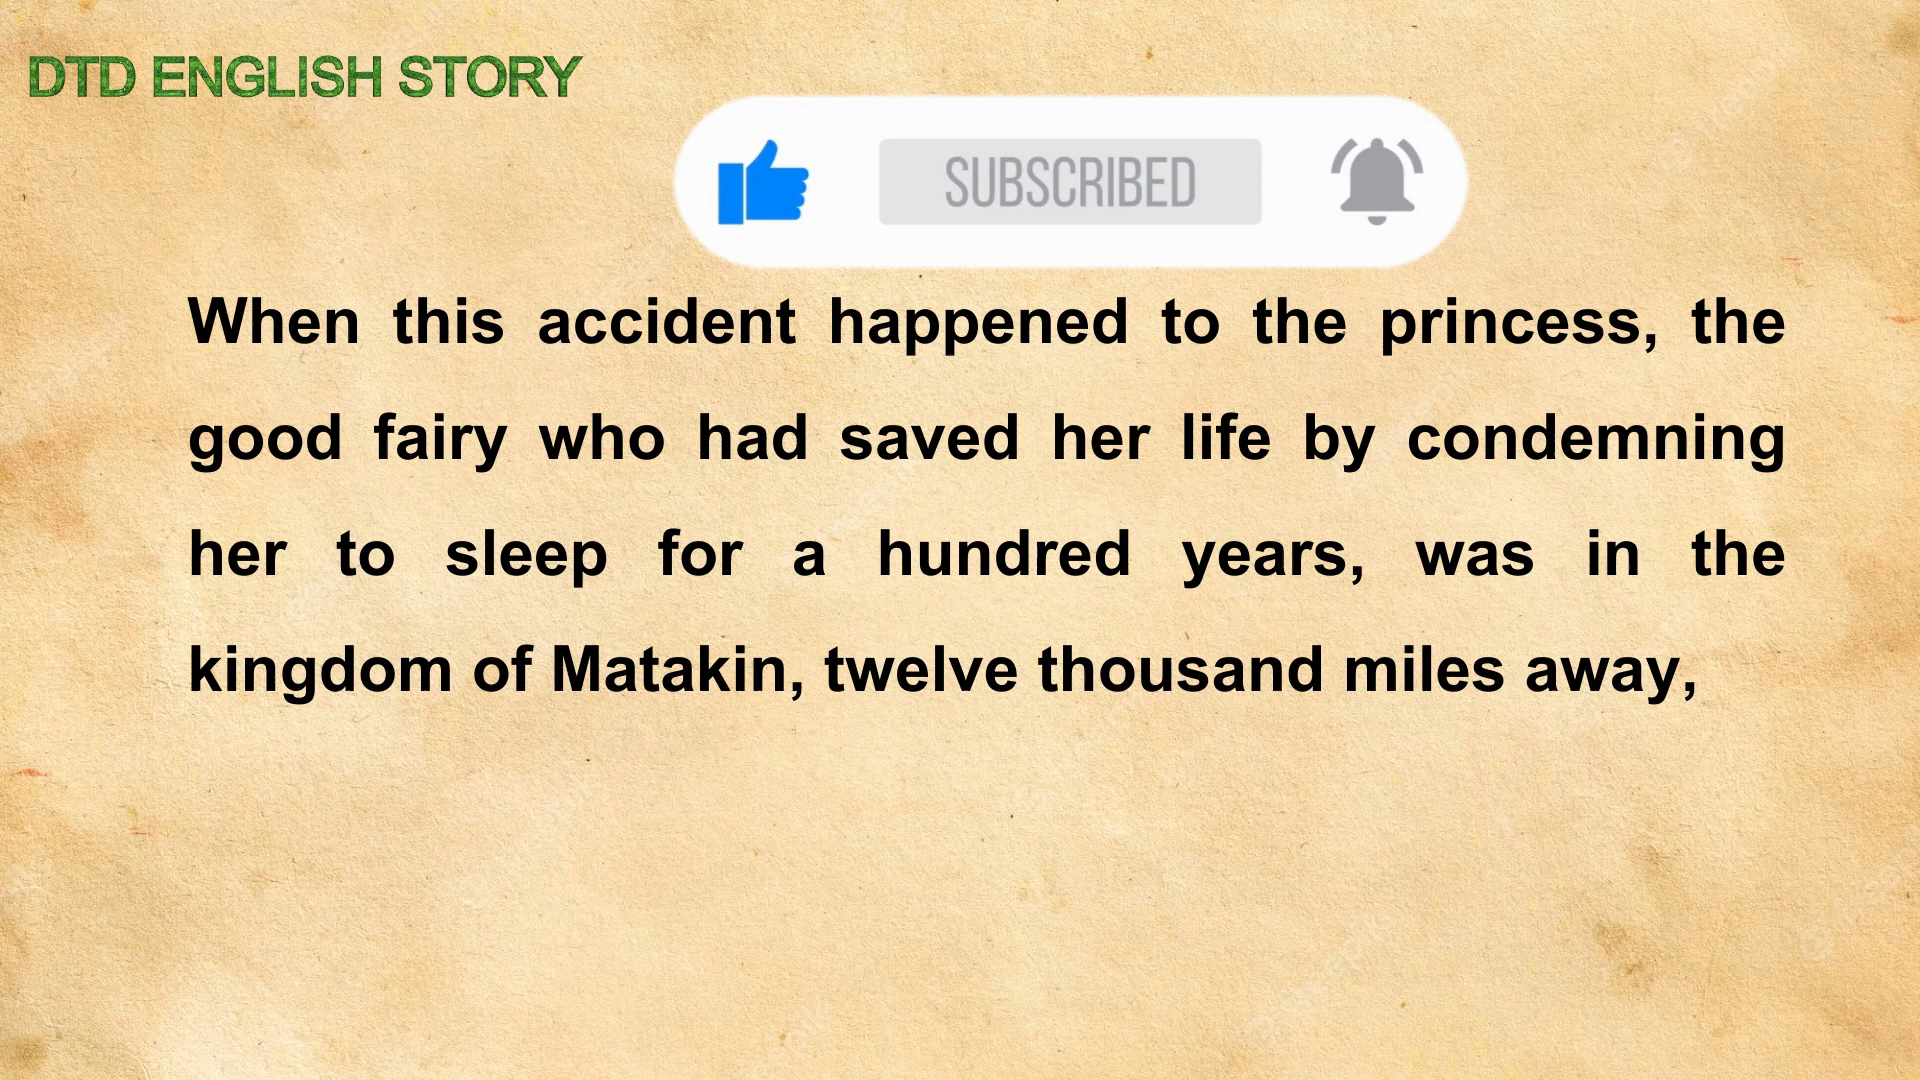 DTD ENGLISH STORY
SUBSCRIBED
When this accident happened to the princess, the
good fairy who had saved her life by condemning
her to sleep for a hundred years, was in the
kingdom of Matakin, twelve thousand miles away,